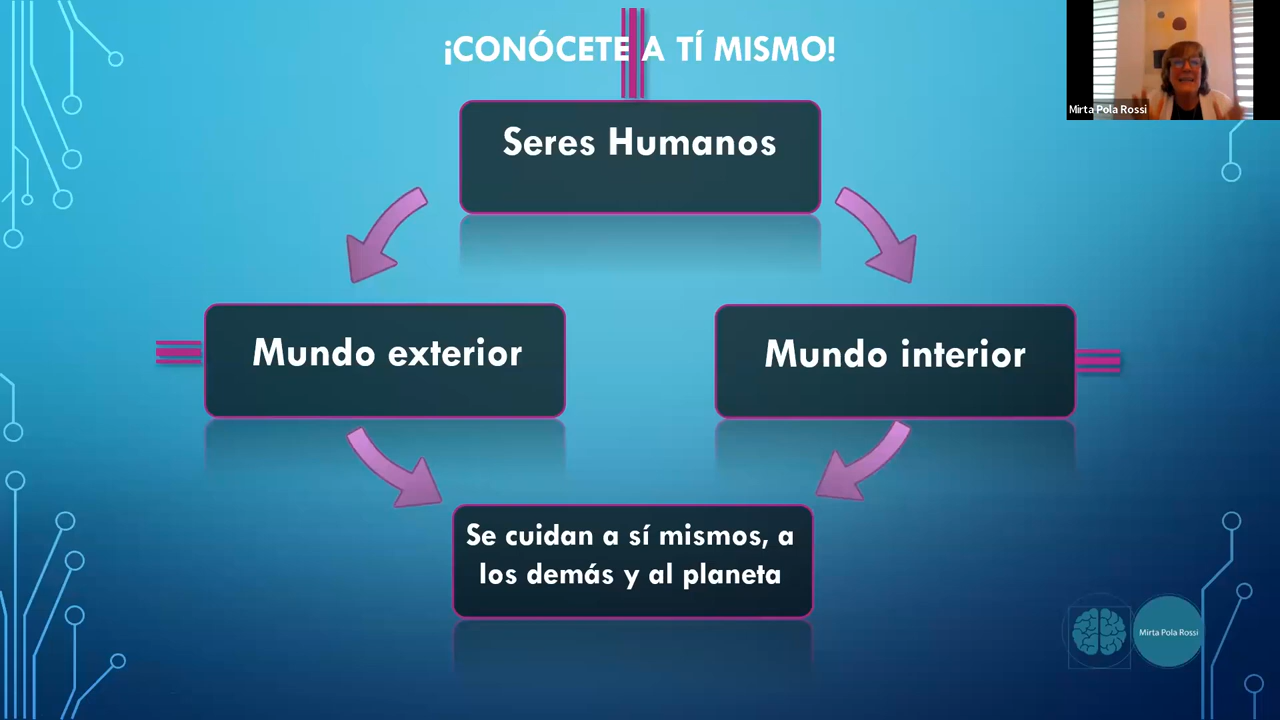 ¡CONÓCETE A TÍ MISMO!
Mirta Pola Rossi
Seres Humanos
Mundo exterior
Mundo interior
Se cuidan a sí mismos, a
los demás y al planeta
Mirta Pola Rossi